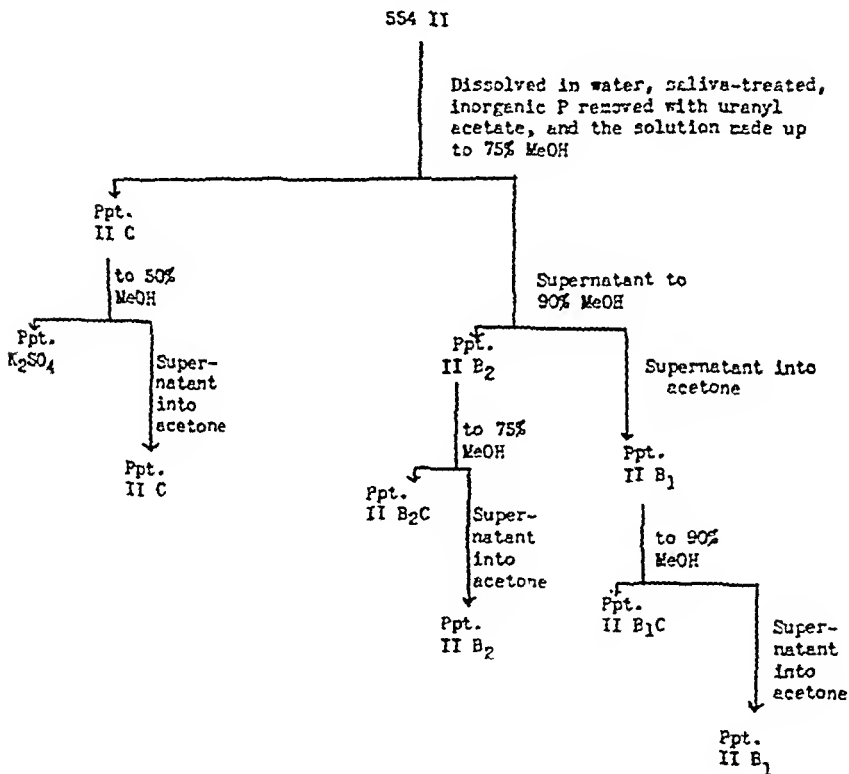 554 II
Dissolved in water, saliva-treated,
inorganic P removed with uranyl
acetate, and the solution made up
to 75% MeOH
Ppt.
II C
to 50%
MeOH
Supernatant to
90% MeOH
Ppt.
K₂SO₄
Super-
natant
into
acetone
Ppt.
II C
Ppt.
II B₂
Supernatant into
acetone
to 75%
MeOH
Ppt.
II B₂C
Super-
natant
into
acetone
Ppt.
II B₂
Ppt.
II B₁
to 90%
MeOH
Ppt.
II B₁C
Super-
natant
into
acetone
Ppt.
II B₁